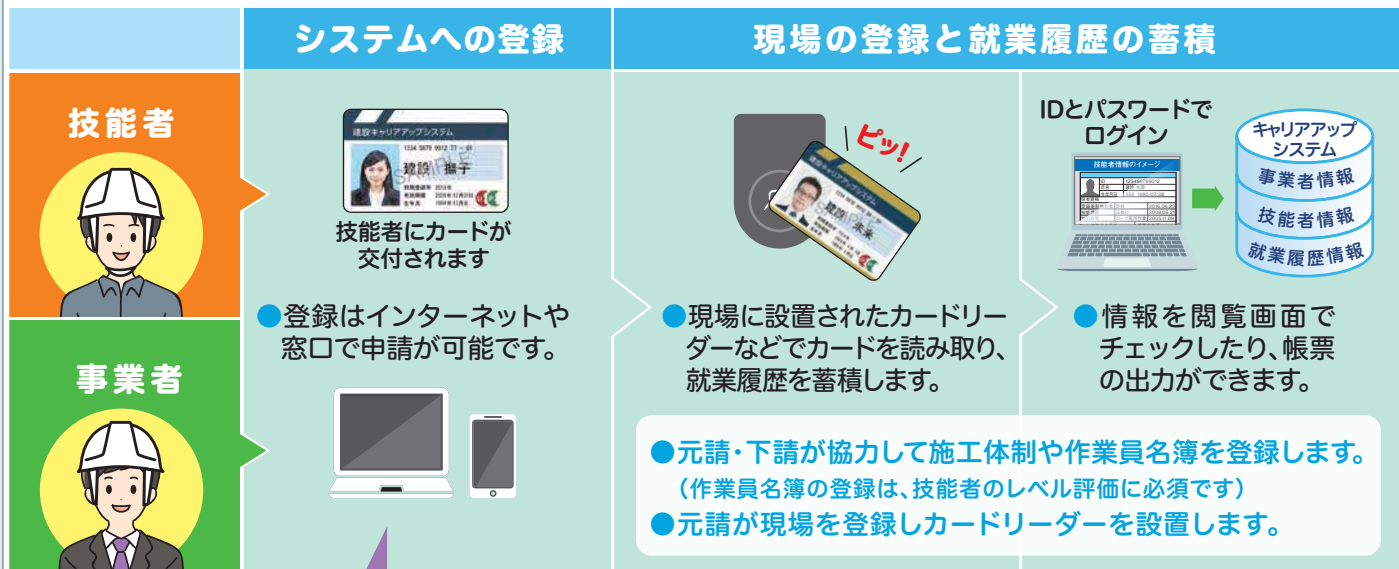 システムへの登録
現場の登録と就業履歴の蓄積
技能者
建設キャリアアップシステム
1234 5678 9012 77 - 01
建設 撫子
SAMPLE
技能者にカードが
交付されます
●登録はインターネットや
窓口で申請が可能です。
ピッ!
建設 未来
●現場に設置されたカードリー
ダーなどでカードを読み取り、
就業履歴を蓄積します。
IDとパスワードで
ログイン
技能者情報のイメージ
キャリアアップ
システム
事業者情報
技能者情報
就業履歴情報
●情報を閲覧画面で
チェックしたり、帳票
の出力ができます。
事業者
●元請・下請が協力して施工体制や作業員名簿を登録します。
(作業員名簿の登録は、技能者のレベル評価に必須です)
●元請が現場を登録しカードリーダーを設置します。